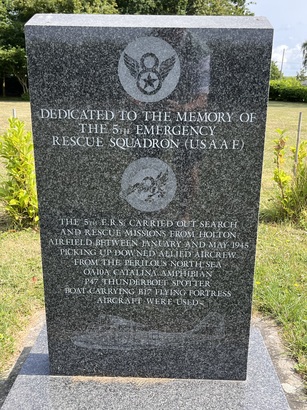 DEDICATED TO THE MEMORY OF
THE 5TH EMERGENCY
RESCUE SQUADRON (USAAF)
THE 5TH E.R.S. CARRIED OUT SEARCH
AND RESCUE MISSIONS FROM HOLTON
AIRFIELD BETWEEN JANUARY AND MAY 1945
PICKING UP DOWNED ALLIED AIRCREW
FROM THE PERILOUS NORTH SEA
OA10A CATALINA AMPHIBIAN
P47 THUNDERBOLT SPOTTER
BOAT-CARRYING B17 FLYING FORTRESS
AIRCRAFT WERE USED